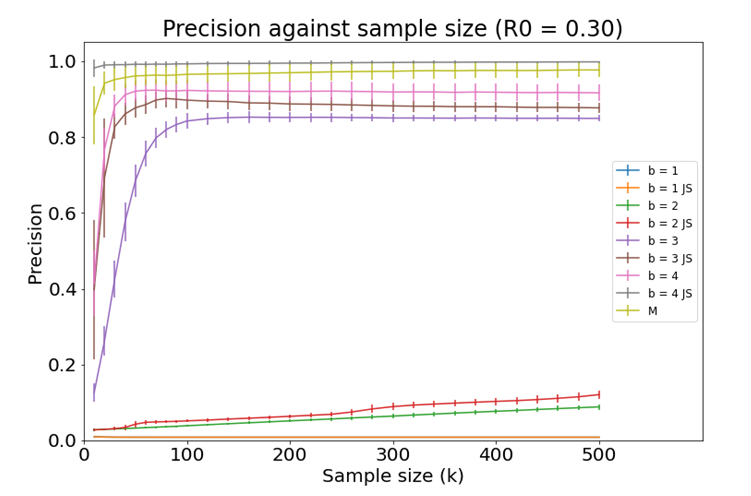 Precision against sample size (R0 = 0.30)
Precision
1.0
0.8
0.6
0.4
0.2
0.0
0
100
200
300
400
500
Sample size (k)
b = 1
b = 1 JS
b = 2
b = 2 JS
b = 3
b = 3 JS
b = 4
b = 4 JS
M